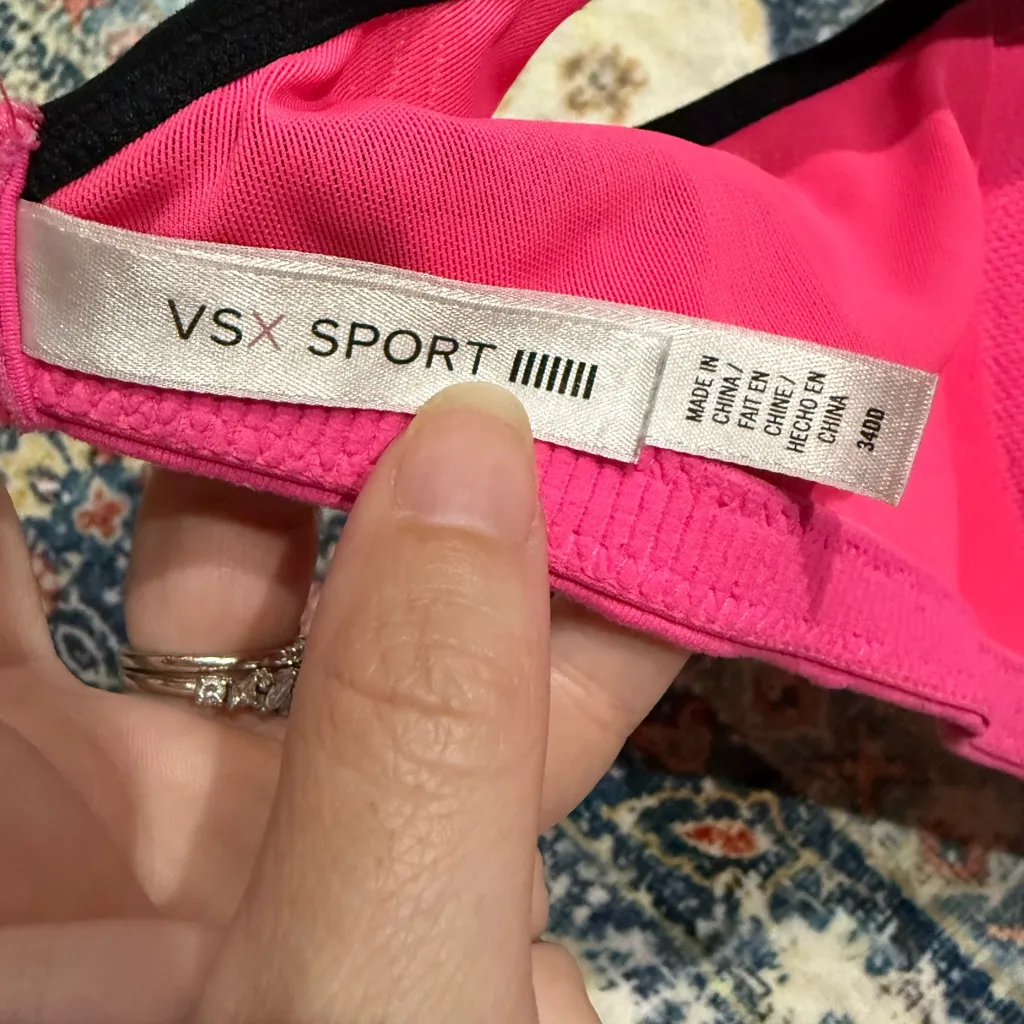 VSX SPORT
MADE IN
CHINA/
FAIT EN
CHINE/
HECHO EN
CHINA
34DD